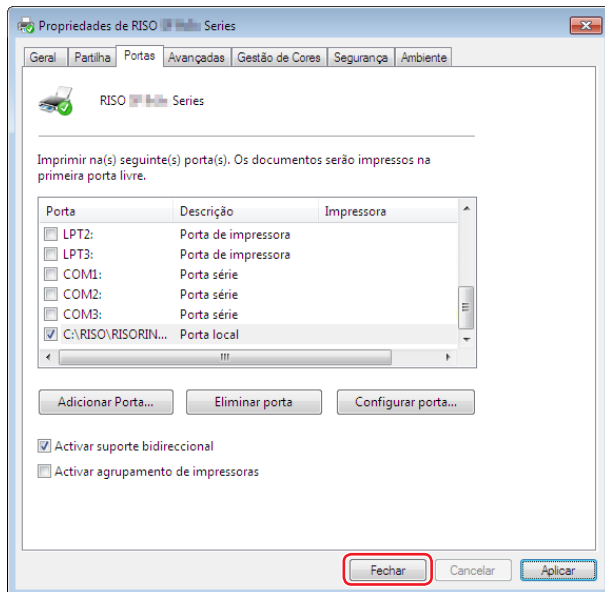 Propriedades de RISO Series
Geral Partilha Portas Avançadas Gestão de Cores Segurança Ambiente
RISO Series
Imprimir na(s) seguinte(s) porta(s). Os documentos serão impressos na
primeira porta livre.
Porta Descrição Impressora
LPT2: Porta de impressora
LPT3: Porta de impressora
COM1: Porta série
COM2: Porta série
COM3: Porta série
C:\RISO\RISORIN... Porta local
Adicionar Porta... Eliminar porta Configurar porta...
Activar suporte bidireccional
Activar agrupamento de impressoras
Fechar Cancelar Aplicar